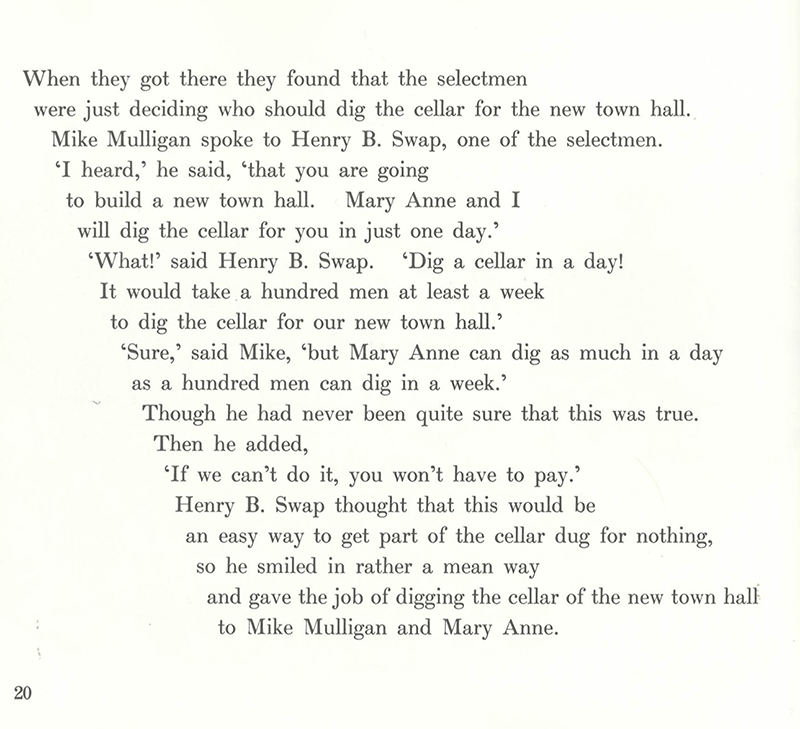 When they got there they found that the selectmen
were just deciding who should dig the cellar for the new town hall.
Mike Mulligan spoke to Henry B. Swap, one of the selectmen.
‘I heard,’ he said, ‘that you are going
to build a new town hall. Mary Anne and I
will dig the cellar for you in just one day.’
‘What!’ said Henry B. Swap. ‘Dig a cellar in a day!
It would take a hundred men at least a week
to dig the cellar for our new town hall.’
‘Sure,’ said Mike, ‘but Mary Anne can dig as much in a day
as a hundred men can dig in a week.’
Though he had never been quite sure that this was true.
Then he added,
‘If we can’t do it, you won’t have to pay.’
Henry B. Swap thought that this would be
an easy way to get part of the cellar dug for nothing,
so he smiled in rather a mean way
and gave the job of digging the cellar of the new town hall
to Mike Mulligan and Mary Anne.
20